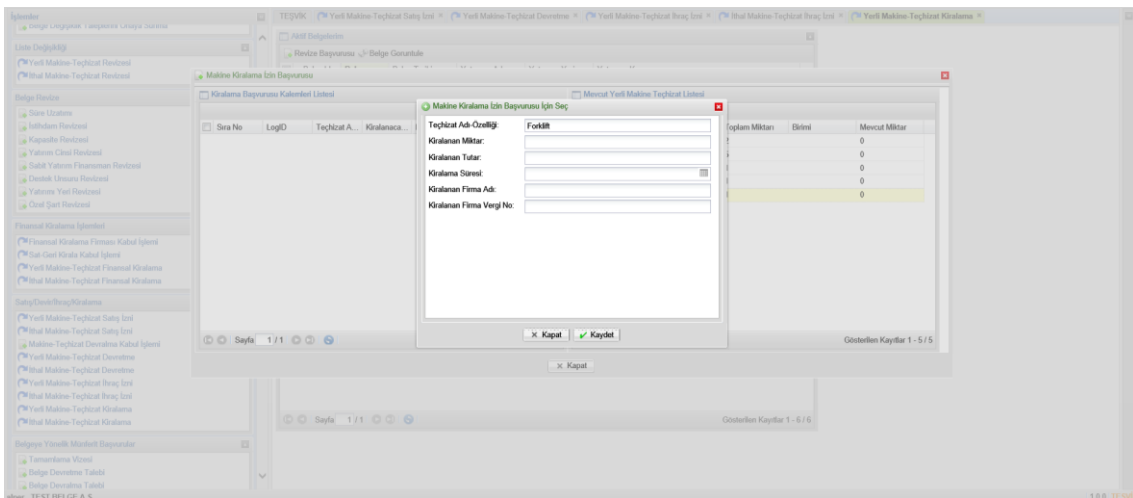 İşlemler
TEŞVİK
Yerli Makine-Teçhizat Satış İzni
Yerli Makine-Teçhizat Devretme
Yerli Makine-Teçhizat İhraç İzni
İthal Makine-Teçhizat İhraç İzni
Yerli Makine-Teçhizat Kiralama
Aktif Belgelerim
Revize Başvurusu
Belge Goruntule
Liste Değişikliği
Yerli Makine-Teçhizat Revizesi
İthal Makine-Teçhizat Revizesi
Belge Revize
Süre Uzatımı
İstihdam Revizesi
Kapasite Revizesi
Yatırım Cinsi Revizesi
Sabit Yatırım Finansman Revizesi
Destek Unsuru Revizesi
Yatırım Yeri Revizesi
Özel Şart Revizesi
Finansal Kiralama İşlemleri
Finansal Kiralama Firması Kabul İşlemi
Sat-Geri Kirala Kabul İşlemi
Yerli Makine-Teçhizat Finansal Kiralama
İthal Makine-Teçhizat Finansal Kiralama
Satış/Devir/İhraç/Kiralama
Yerli Makine-Teçhizat Satış İzni
İthal Makine-Teçhizat Satış İzni
Makine-Teçhizat Devralma Kabul İşlemi
Yerli Makine-Teçhizat Devretme
İthal Makine-Teçhizat Devretme
Yerli Makine-Teçhizat İhraç İzni
İthal Makine-Teçhizat İhraç İzni
Yerli Makine-Teçhizat Kiralama
İthal Makine-Teçhizat Kiralama
Belgeye Yönelik Münferit Başvurular
Tamamlama Vizesi
Belge Devretme Talebi
Belge Devralma Talebi
TEST BELGE A.Ş.
Makine Kiralama İzin Başvurusu
Kiralama Başvurusu Kalemleri Listesi
Mevcut Yerli Makine Teçhizat Listesi
Sıra No LogID Teçhizat A... Kiralanaca...
Toplam Miktarı Birimi Mevcut Miktar
0
0
0
0
0
Makine Kiralama İzin Başvurusu İçin Seç
Teçhizat Adı-Özelliği: Forklift
Kiralanan Miktar:
Kiralanan Tutar:
Kiralama Süresi:
Kiralanan Firma Adı:
Kiralanan Firma Vergi No:
Kapat Kaydet
Sayfa 1 / 1
Gösterilen Kayıtlar 1 - 5 / 5
Kapat
Sayfa 1 / 1
Gösterilen Kayıtlar 1 - 6 / 6